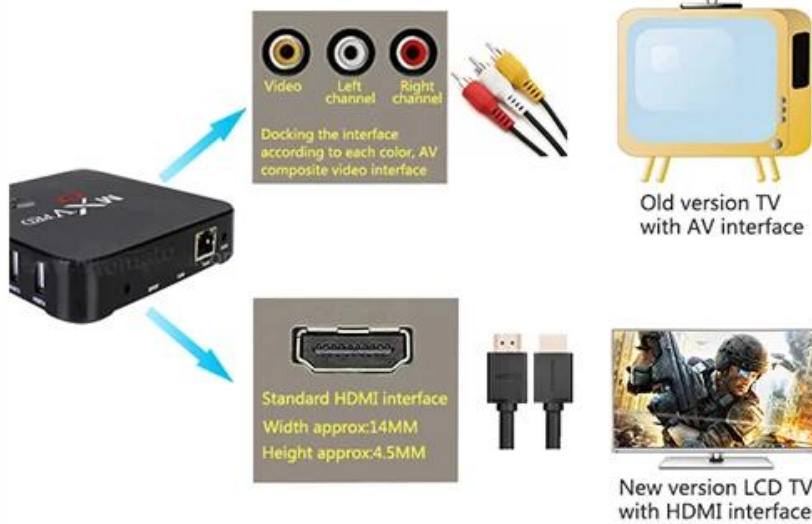 Video
Left
channel
Right
channel
Docking the interface
according to each color, AV
composite video interface
Old version TV
with AV interface
MXVPRO
Standard HDMI interface
Width approx:14MM
Height approx:4.5MM
New version LCD TV
with HDMI interface